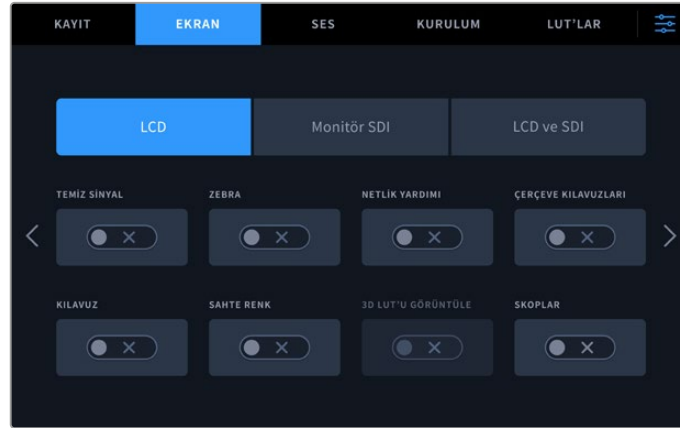 KAYIT EKRAN SES KURULUM LUT'LAR
LCD Monitör SDI LCD ve SDI
TEMİZ SİNYAL ZEBRA NETLİK YARDIMI ÇERÇEVE KILAVUZLARI
KILAVUZ SAHTE RENK 3D LUT'U GÖRÜNTÜLE SKOPLAR